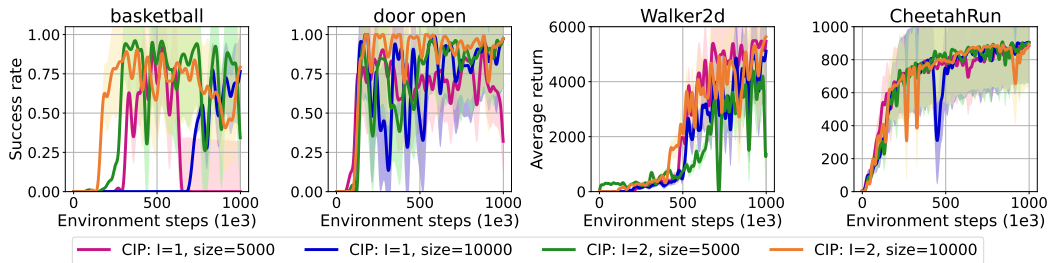 basketball door open Walker2d CheetahRun
Success rate
1.00
0.75
0.50
0.25
0.00
0 500 1000
Environment steps (1e3)
1.00
0.75
0.50
0.25
0.00
0 500 1000
Environment steps (1e3)
Average return
6000
4000
2000
0
0 500 1000
Environment steps (1e3)
1000
800
600
400
200
0
0 500 1000
Environment steps (1e3)
CIP: I=1, size=5000 CIP: I=1, size=10000 CIP: I=2, size=5000 CIP: I=2, size=10000